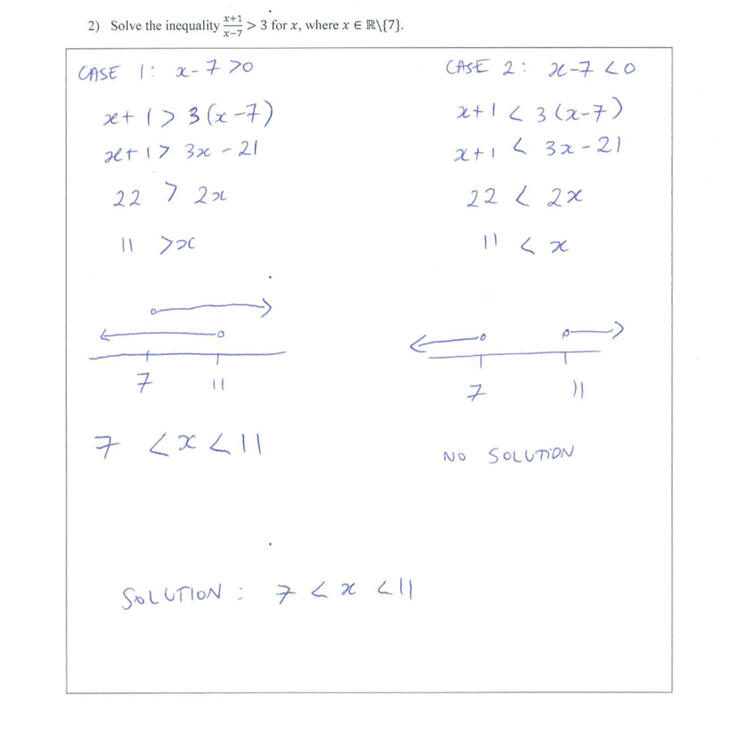 2) Solve the inequality \frac{x+1}{x-7} > 3 for x, where x ∈ ℝ\{7}.
CASE 1: x-7>0
x+1 > 3(x-7)
x+1 > 3x-21
22 > 2x
11 > x
7 11
7 < x < 11
CASE 2: x-7<0
x+1 < 3(x-7)
x+1 < 3x-21
22 < 2x
11 < x
7 11
NO SOLUTION
SOLUTION: 7 < x < 11